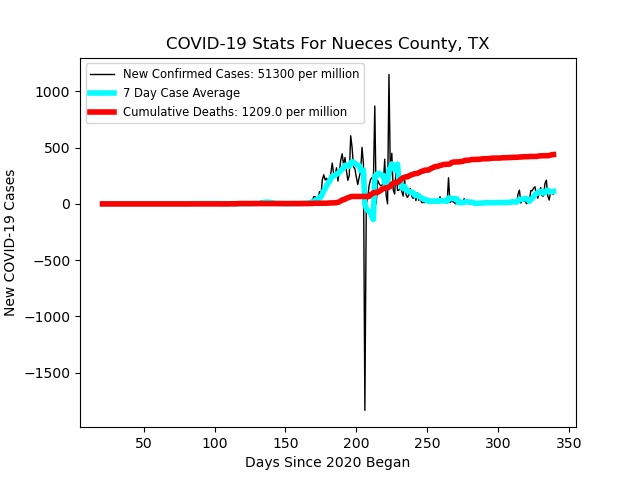 COVID-19 Stats For Nueces County, TX
New Confirmed Cases: 51300 per million
7 Day Case Average
Cumulative Deaths: 1209.0 per million
New COVID-19 Cases
1000
500
0
−500
−1000
−1500
50 100 150 200 250 300 350
Days Since 2020 Began